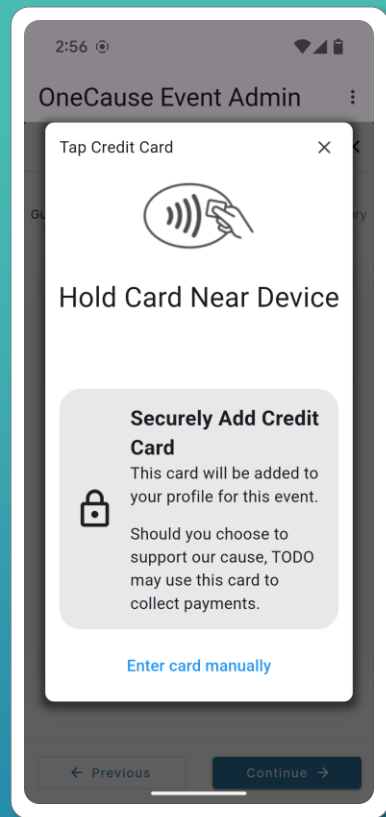 2:56
OneCause Event Admin
Tap Credit Card
Hold Card Near Device
Securely Add Credit
Card
This card will be added to
your profile for this event.
Should you choose to
support our cause, TODO
may use this card to
collect payments.
Enter card manually
Previous
Continue